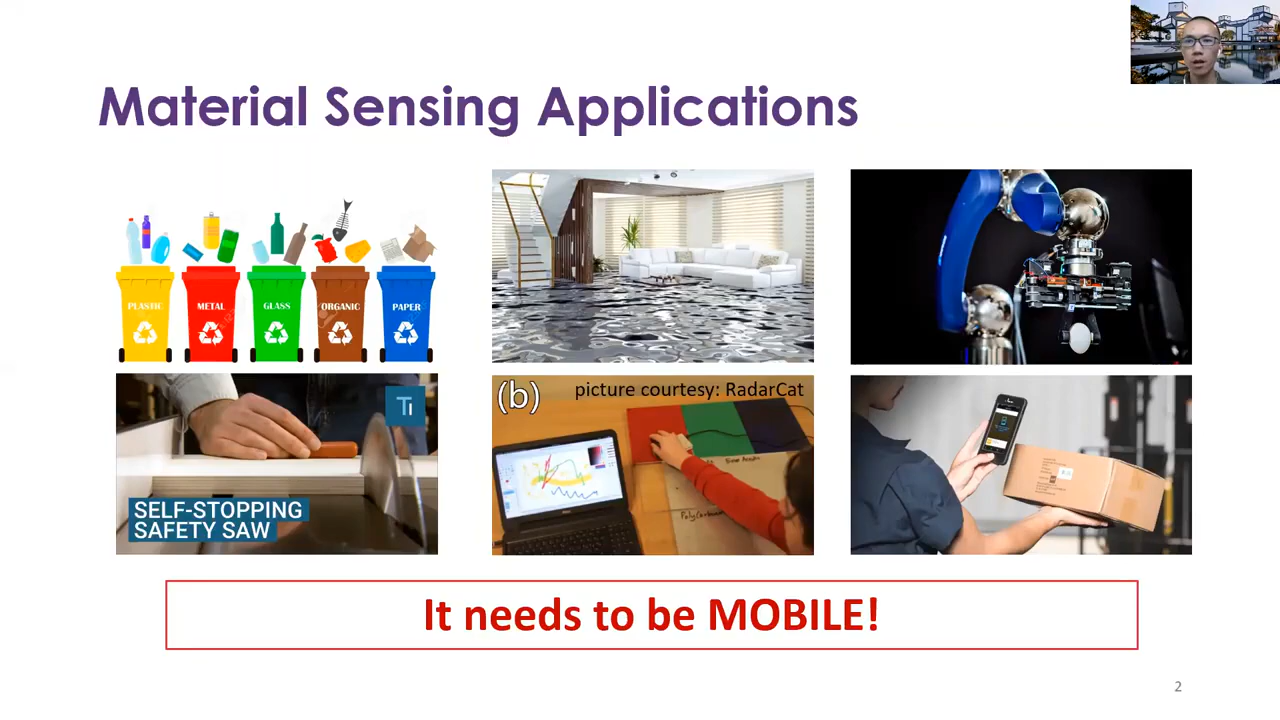 Material Sensing Applications
PLASTIC
METAL
GLASS
ORGANIC
PAPER
Ti
SELF-STOPPING
SAFETY SAW
(b)
picture courtesy: RadarCat
It needs to be MOBILE!
2